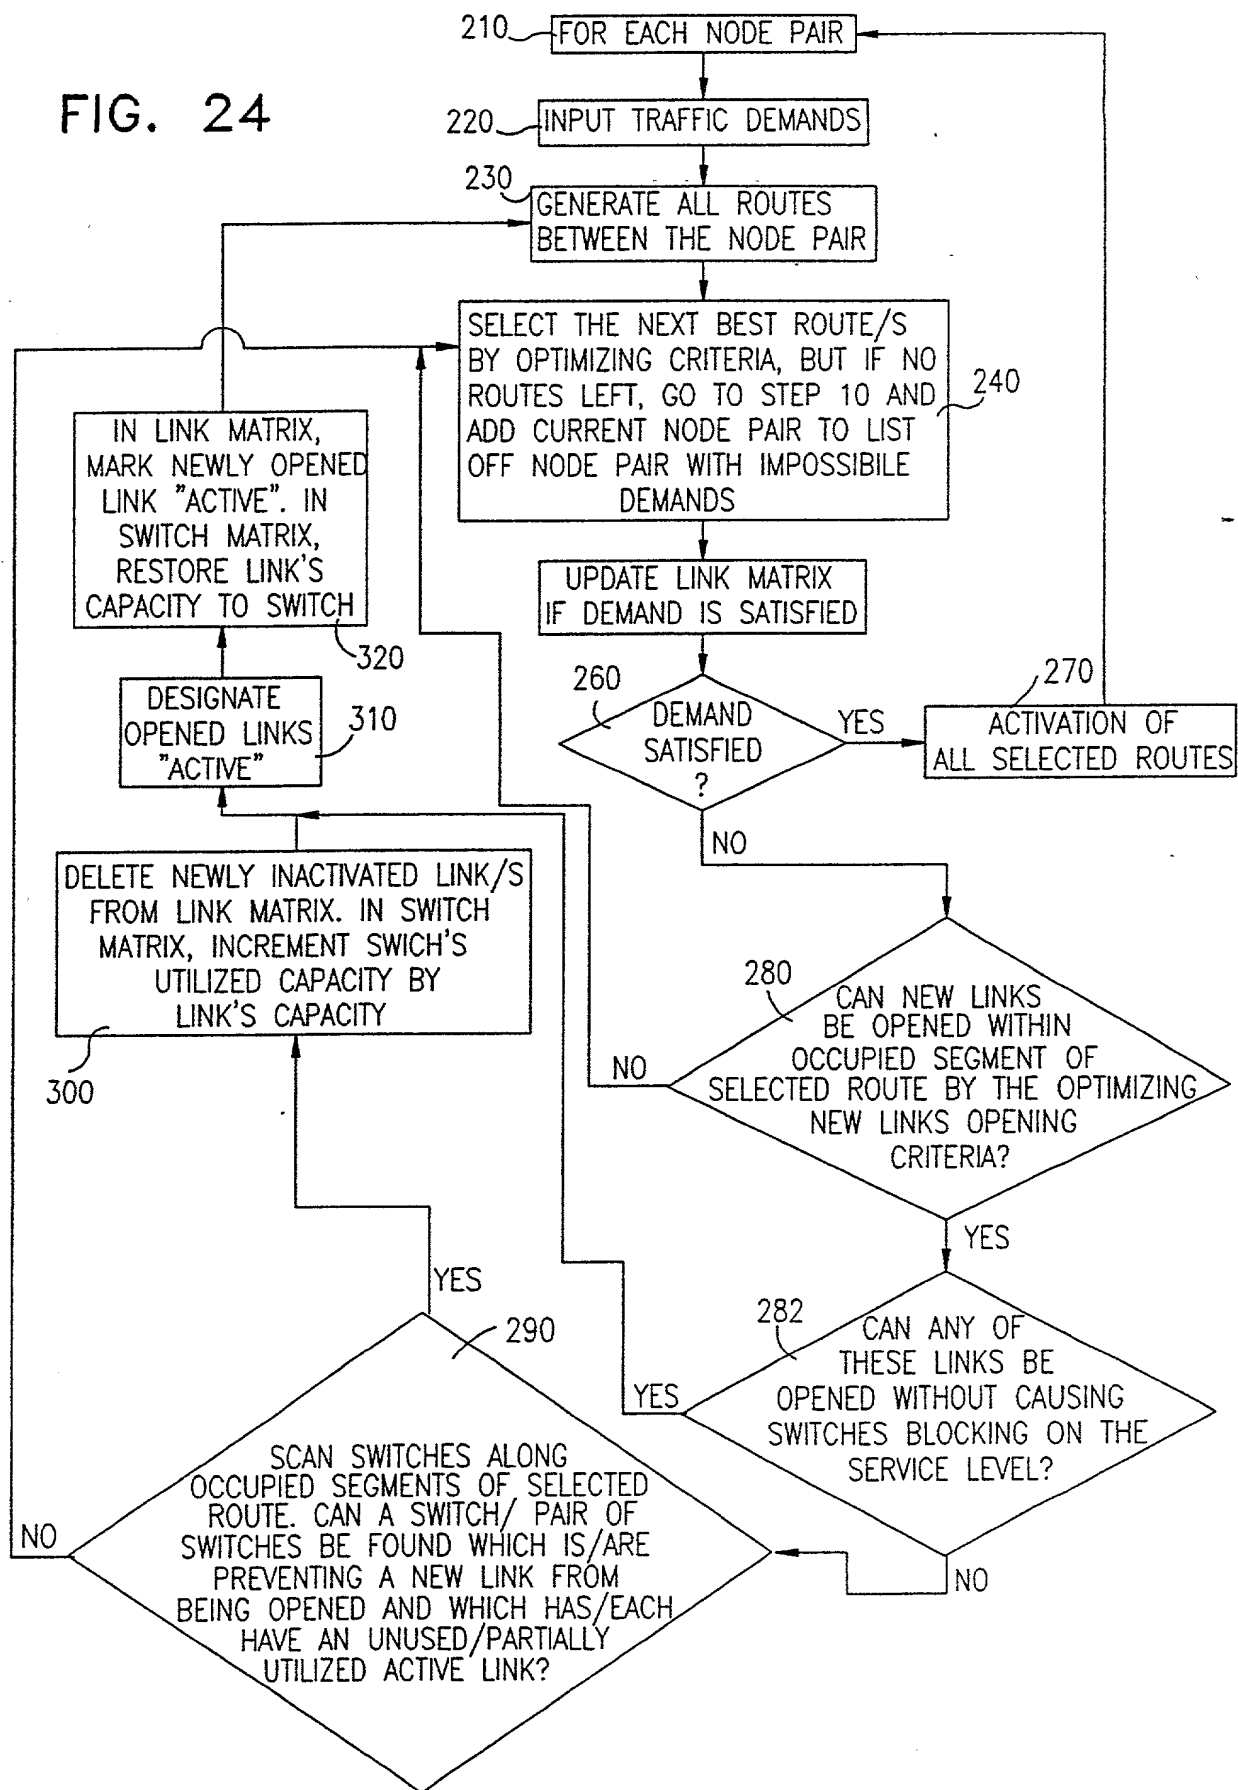 FIG. 24
210
FOR EACH NODE PAIR
220
INPUT TRAFFIC DEMANDS
230
GENERATE ALL ROUTES
BETWEEN THE NODE PAIR
SELECT THE NEXT BEST ROUTE/S
BY OPTIMIZING CRITERIA, BUT IF NO
ROUTES LEFT, GO TO STEP 10 AND
ADD CURRENT NODE PAIR TO LIST
OFF NODE PAIR WITH IMPOSSIBILE
DEMANDS
240
IN LINK MATRIX,
MARK NEWLY OPENED
LINK "ACTIVE". IN
SWITCH MATRIX,
RESTORE LINK'S
CAPACITY TO SWITCH
320
UPDATE LINK MATRIX
IF DEMAND IS SATISFIED
260
DEMAND
SATISFIED
?
YES
NO
270
ACTIVATION OF
ALL SELECTED ROUTES
DESIGNATE
OPENED LINKS
"ACTIVE"
310
DELETE NEWLY INACTIVATED LINK/S
FROM LINK MATRIX. IN SWITCH
MATRIX, INCREMENT SWICH'S
UTILIZED CAPACITY BY
LINK'S CAPACITY
300
280
CAN NEW LINKS
BE OPENED WITHIN
OCCUPIED SEGMENT OF
SELECTED ROUTE BY THE OPTIMIZING
NEW LINKS OPENING
CRITERIA?
NO
YES
282
CAN ANY OF
THESE LINKS BE
OPENED WITHOUT CAUSING
SWITCHES BLOCKING ON THE
SERVICE LEVEL?
YES
NO
YES
290
SCAN SWITCHES ALONG
OCCUPIED SEGMENTS OF SELECTED
ROUTE. CAN A SWITCH/ PAIR OF
SWITCHES BE FOUND WHICH IS/ARE
PREVENTING A NEW LINK FROM
BEING OPENED AND WHICH HAS/EACH
HAVE AN UNUSED/PARTIALLY
UTILIZED ACTIVE LINK?
NO